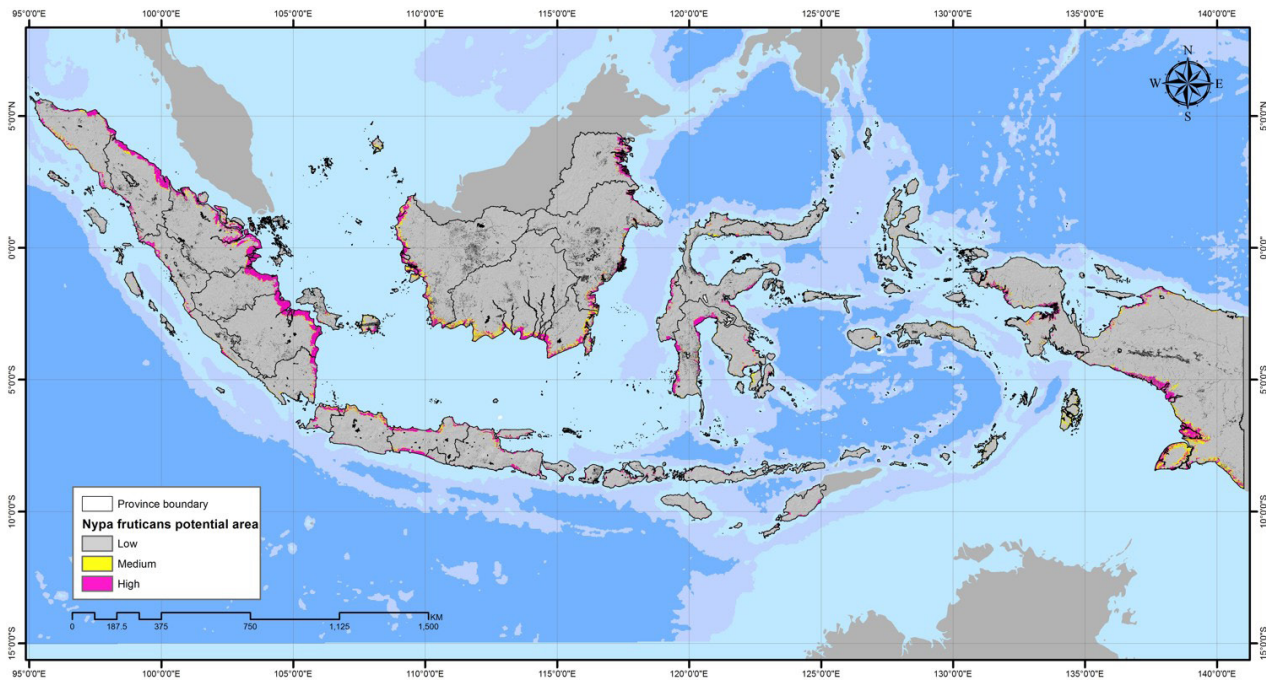 95°0'0"E 100°0'0"E 105°0'0"E 110°0'0"E 115°0'0"E 120°0'0"E 125°0'0"E 130°0'0"E 135°0'0"E 140°0'0"E
N
W E
S
5°0'0"N 5°0'0"N
0°0'0" 0°0'0"
5°0'0"S 5°0'0"S
10°0'0"S 10°0'0"S
15°0'0"S 15°0'0"S
Province boundary
Nypa fruticans potential area
Low
Medium
High
KM
0 187.5 375 750 1,125 1,500
95°0'0"E 100°0'0"E 105°0'0"E 110°0'0"E 115°0'0"E 120°0'0"E 125°0'0"E 130°0'0"E 135°0'0"E 140°0'0"E